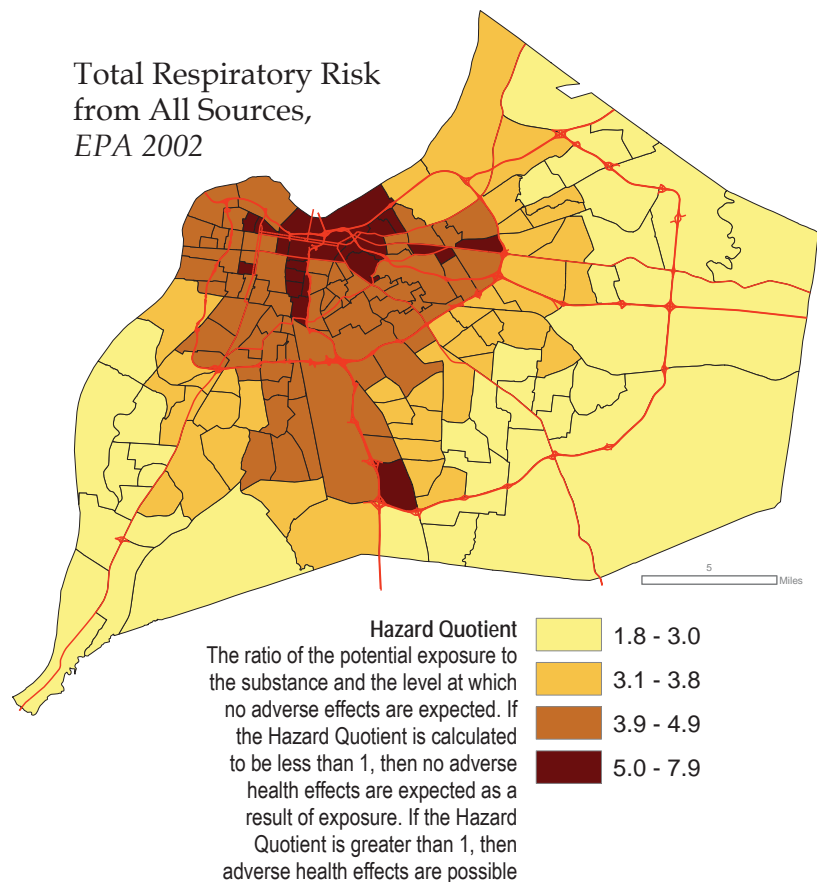 Total Respiratory Risk
from All Sources,
EPA 2002
5
Miles
Hazard Quotient
The ratio of the potential exposure to
the substance and the level at which
no adverse effects are expected. If
the Hazard Quotient is calculated
to be less than 1, then no adverse
health effects are expected as a
result of exposure. If the Hazard
Quotient is greater than 1, then
adverse health effects are possible
1.8 - 3.0
3.1 - 3.8
3.9 - 4.9
5.0 - 7.9